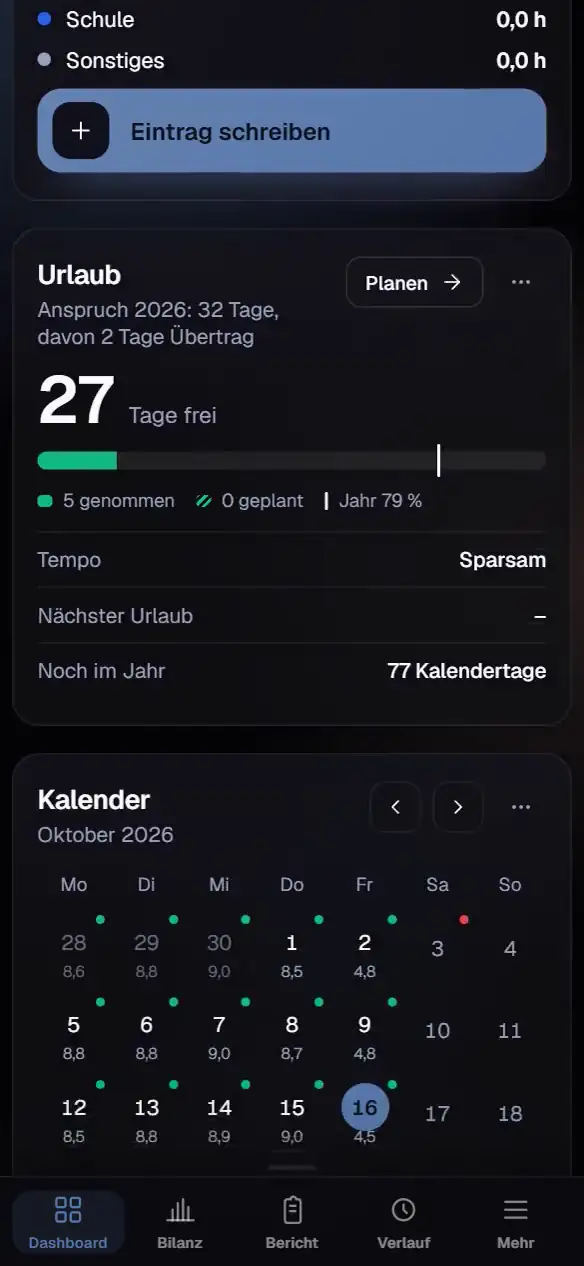 Schule 0,0 h
Sonstiges 0,0 h
Eintrag schreiben
Urlaub
Planen
Anspruch 2026: 32 Tage,
davon 2 Tage Übertrag
27 Tage frei
5 genommen 0 geplant Jahr 79 %
Tempo Sparsam
Nächster Urlaub –
Noch im Jahr 77 Kalendertage
Kalender
Oktober 2026
Mo Di Mi Do Fr Sa So
28 29 30 1 2 3 4
8,6 8,8 9,0 8,5 4,8
5 6 7 8 9 10 11
8,8 8,8 9,0 8,7 4,8
12 13 14 15 16 17 18
8,5 8,8 8,9 9,0 4,5
Dashboard Bilanz Bericht Verlauf Mehr